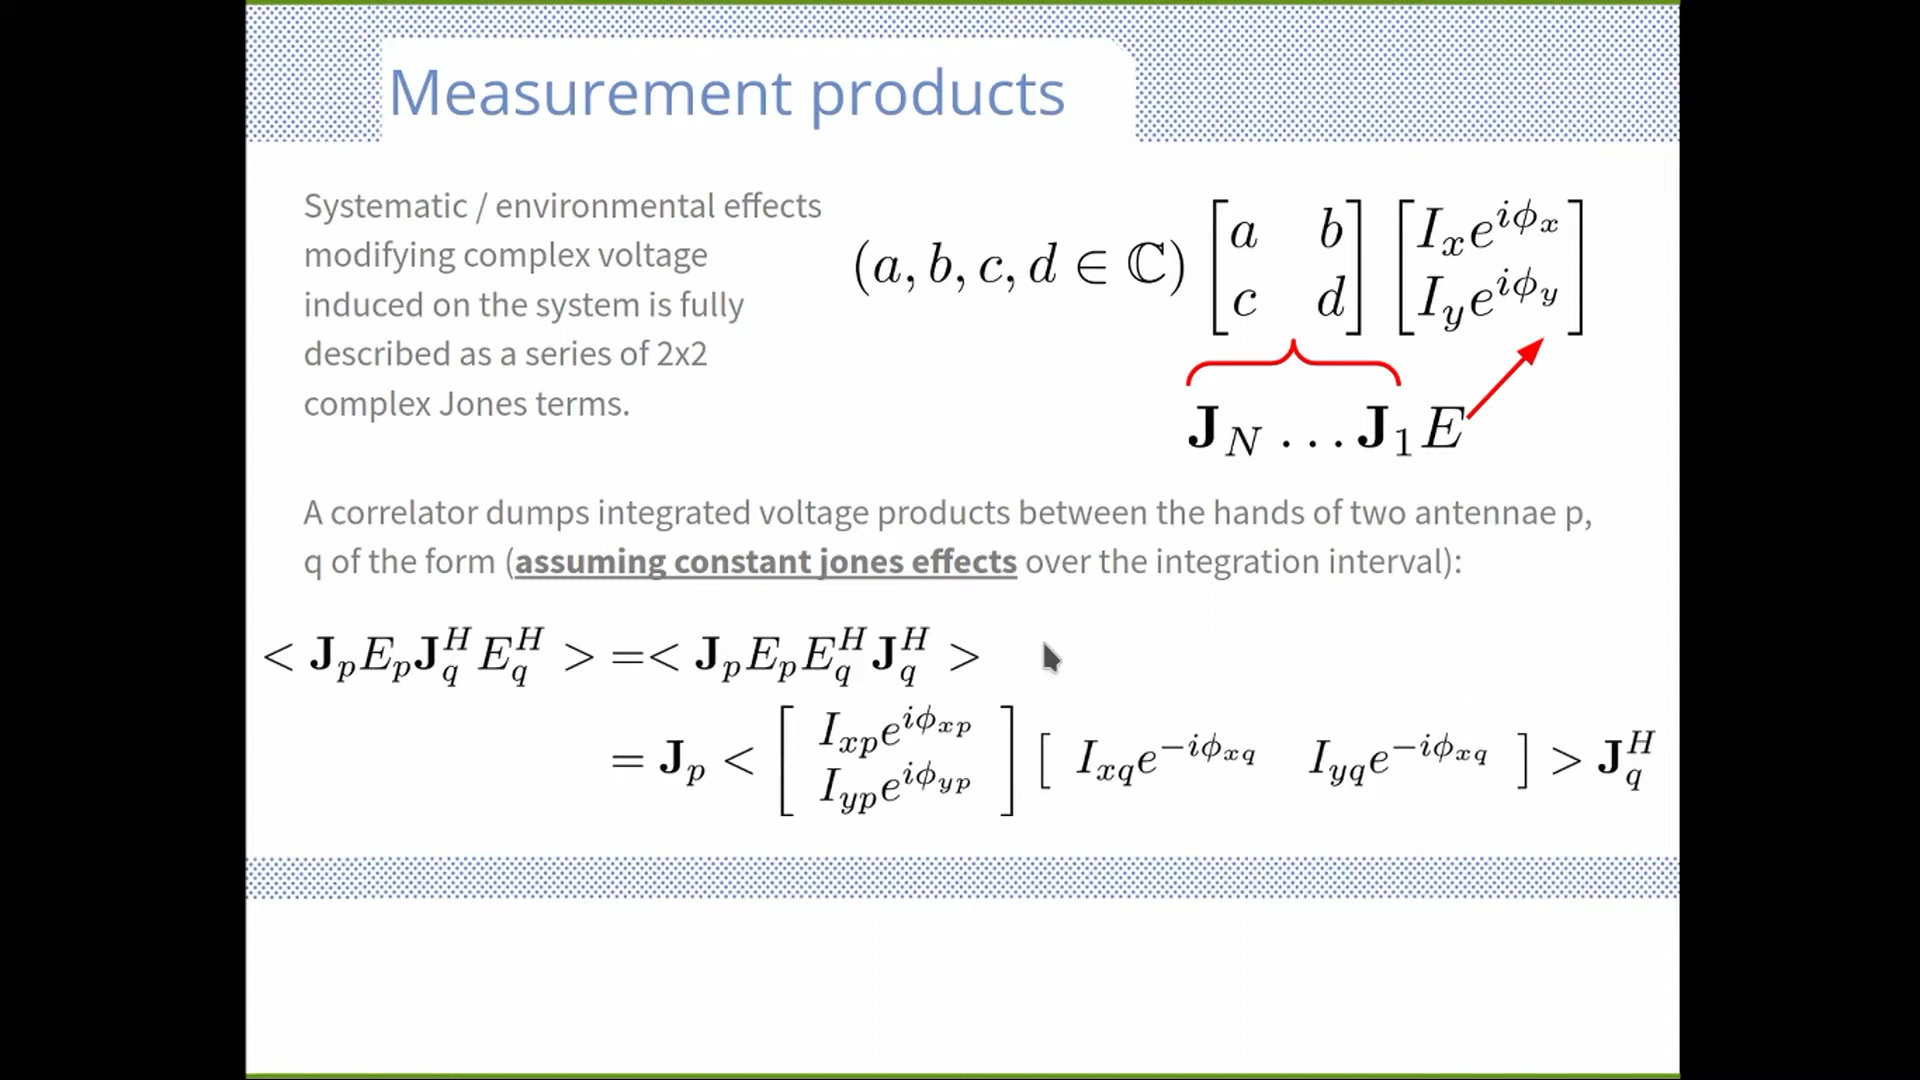 Measurement products
Systematic / environmental effects
modifying complex voltage
induced on the system is fully
described as a series of 2x2
complex Jones terms.
(a, b, c, d ∈ ℂ) [a b; c d] [I_x e^{iϕ_x}; I_y e^{iϕ_y}]
J_N ... J_1 E
A correlator dumps integrated voltage products between the hands of two antennae p,
q of the form (assuming constant jones effects over the integration interval):
< J_p E_p J_q^H E_q^H > =< J_p E_p E_q^H J_q^H >
= J_p < [I_{xp} e^{iϕ_{xp}}; I_{yp} e^{iϕ_{yp}}] [I_{xq} e^{-iϕ_{xq}} I_{yq} e^{-iϕ_{xq}}] > J_q^H